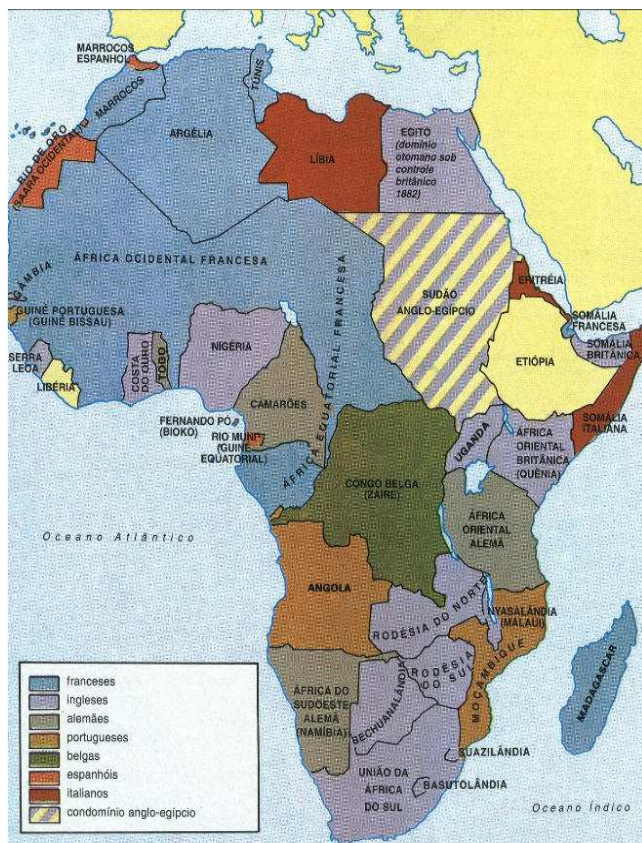 MARROCOS
ESPANHOL
MARROCOS
TÚNIS
ARGÉLIA
LÍBIA
EGITO
(domínio
otomano sob
controle
britânico
1882)
RIO DE ORO
(SAARA OCIDENTAL)
ÁFRICA OCIDENTAL FRANCESA
ÁFRICA EQUATORIAL FRANCESA
SUDÃO
ANGLO-EGÍPCIO
ERITRÉIA
SOMÁLIA
FRANCESA
SOMÁLIA
BRITÂNICA
ETIÓPIA
SOMÁLIA
ITALIANA
GÂMBIA
GUINÉ PORTUGUESA
(GUINÉ BISSAU)
SERRA
LEOA
LIBÉRIA
COSTA
DO OURO
TOGO
NIGÉRIA
CAMARÕES
FERNANDO PÓ
(BIOKO)
RIO MUNI
(GUINÉ
EQUATORIAL)
UGANDA
ÁFRICA
ORIENTAL
BRITÂNICA
(QUÊNIA)
CONGO BELGA
(ZAIRE)
ÁFRICA
ORIENTAL
ALEMÃ
Oceano Atlântico
ANGOLA
RODÉSIA DO NORTE
NYASALÂNDIA
(MALAUI)
RODÉSIA
DO SUL
MOÇAMBIQUE
MADAGASCAR
ÁFRICA DO
SUDOESTE
ALEMÃ
(NAMÍBIA)
BECHUANALÂNDIA
SUAZILÂNDIA
BASUTOLÂNDIA
UNIÃO DA
ÁFRICA
DO SUL
Oceano Índico
franceses
ingleses
alemães
portugueses
belgas
espanhóis
italianos
condomínio anglo-egípcio